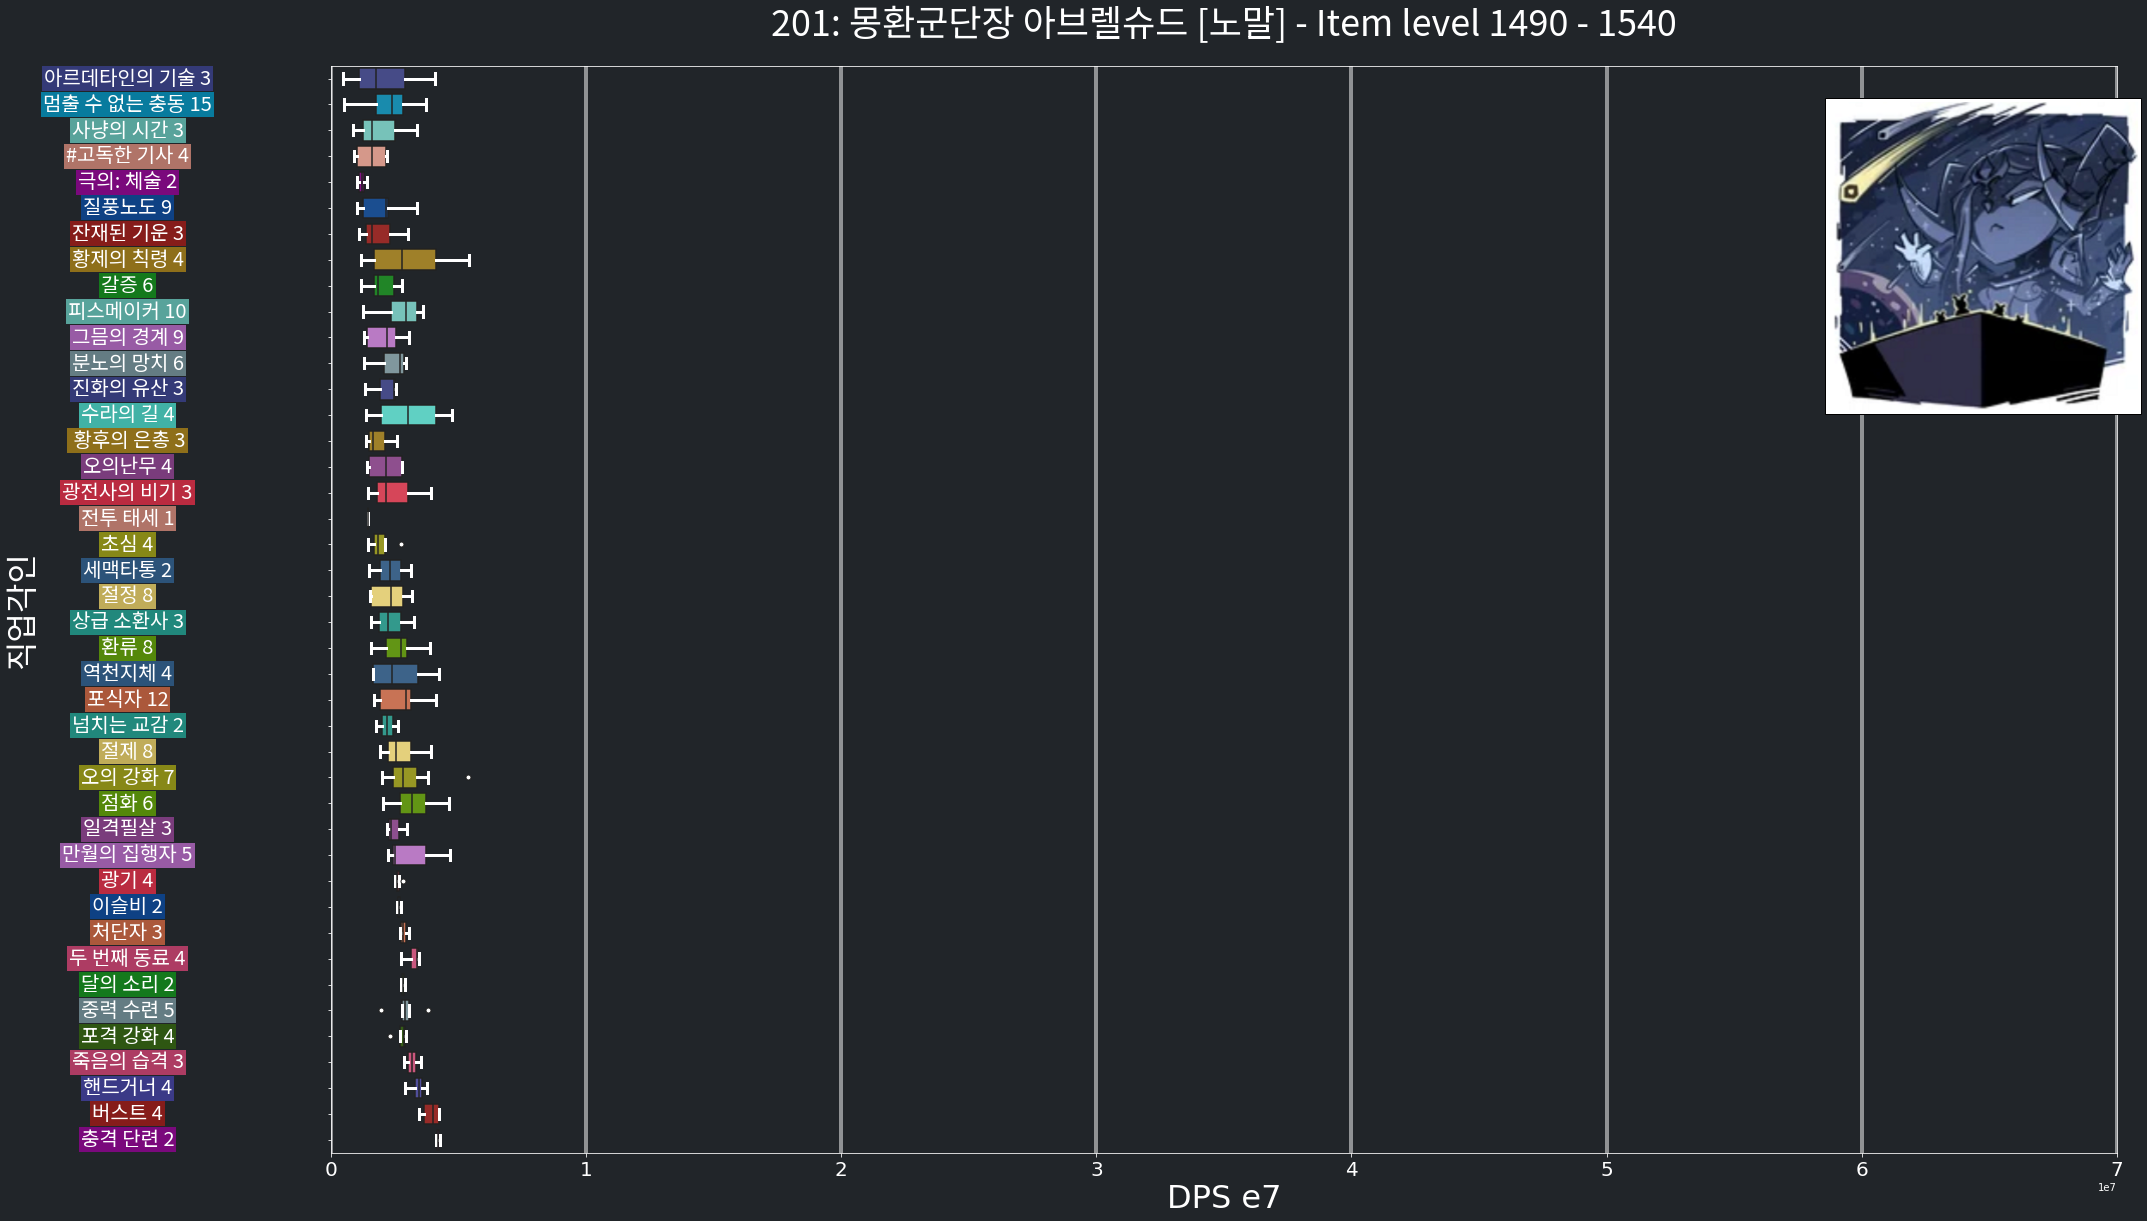 201: 몽환군단장 아브렐슈드 [노말] - Item level 1490 - 1540
직업각인
아르데타인의 기술 3
멈출 수 없는 충동 15
사냥의 시간 3
#고독한 기사 4
극의: 체술 2
질풍노도 9
잔재된 기운 3
황제의 칙령 4
갈증 6
피스메이커 10
그믐의 경계 9
분노의 망치 6
진화의 유산 3
수라의 길 4
황후의 은총 3
오의난무 4
광전사의 비기 3
전투 태세 1
초심 4
세맥타통 2
절정 8
상급 소환사 3
환류 8
역천지체 4
포식자 12
넘치는 교감 2
절제 8
오의 강화 7
점화 6
일격필살 3
만월의 집행자 5
광기 4
이슬비 2
처단자 3
두 번째 동료 4
달의 소리 2
중력 수련 5
포격 강화 4
죽음의 습격 3
핸드거너 4
버스트 4
충격 단련 2
0 1 2 3 4 5 6 7
1e7
DPS e7